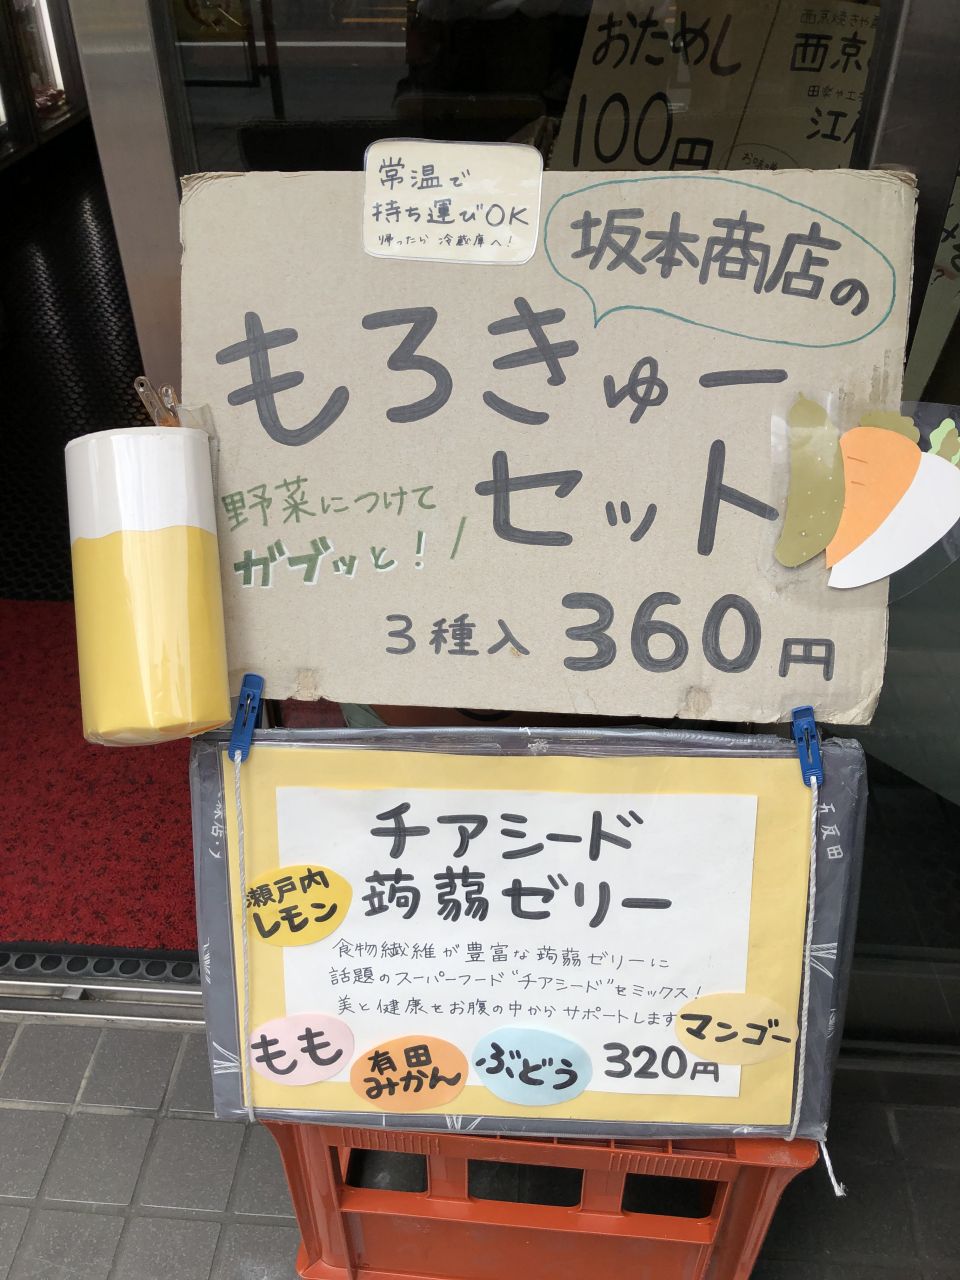 おためし
100円
西京
江
常温で
持ち運びOK
帰ったら 冷蔵庫へ!
坂本商店の
もろきゅー
セット
野菜につけて
ガブッと!
3種入 360円
五反田
チアシード
蒟蒻ゼリー
瀬戸内
レモン
食物繊維が豊富な蒟蒻ゼリーに
話題のスーパーフード"チアシード"をミックス!
美と健康をお腹の中からサポートします
マンゴー
もも
有田
みかん
ぶどう
320円